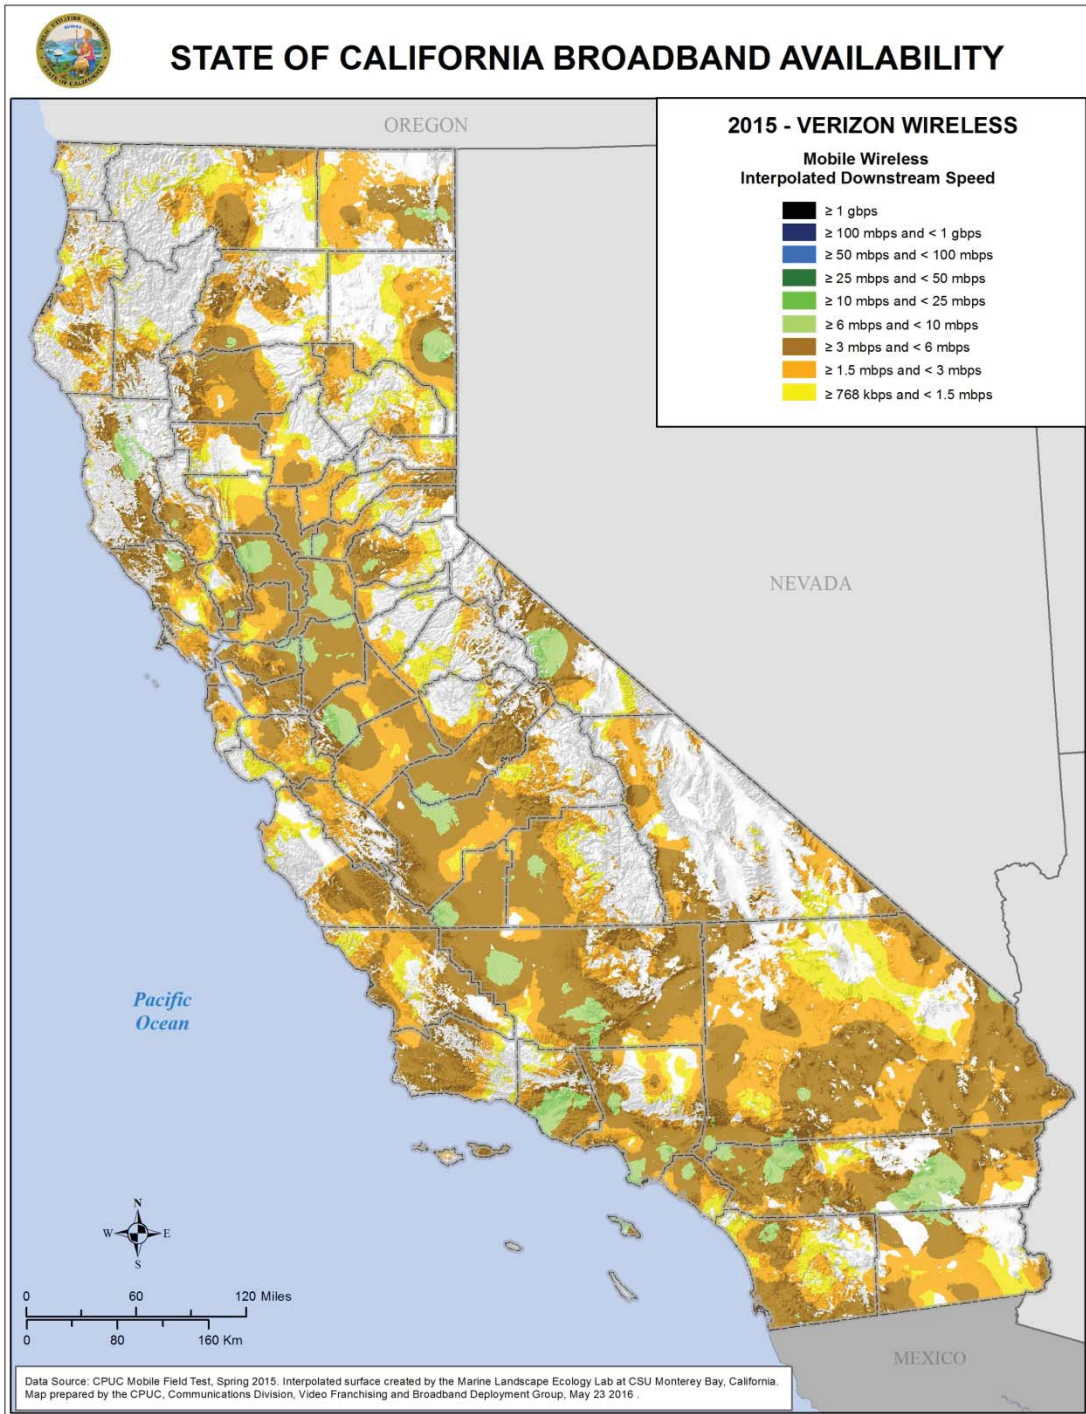 STATE OF CALIFORNIA BROADBAND AVAILABILITY
OREGON
2015 - VERIZON WIRELESS
Mobile Wireless
Interpolated Downstream Speed
≥ 1 gbps
≥ 100 mbps and < 1 gbps
≥ 50 mbps and < 100 mbps
≥ 25 mbps and < 50 mbps
≥ 10 mbps and < 25 mbps
≥ 6 mbps and < 10 mbps
≥ 3 mbps and < 6 mbps
≥ 1.5 mbps and < 3 mbps
≥ 768 kbps and < 1.5 mbps
NEVADA
Pacific
Ocean
N
W E
S
0 60 120 Miles
0 80 160 Km
MEXICO
Data Source: CPUC Mobile Field Test, Spring 2015. Interpolated surface created by the Marine Landscape Ecology Lab at CSU Monterey Bay, California.
Map prepared by the CPUC, Communications Division, Video Franchising and Broadband Deployment Group, May 23 2016 .